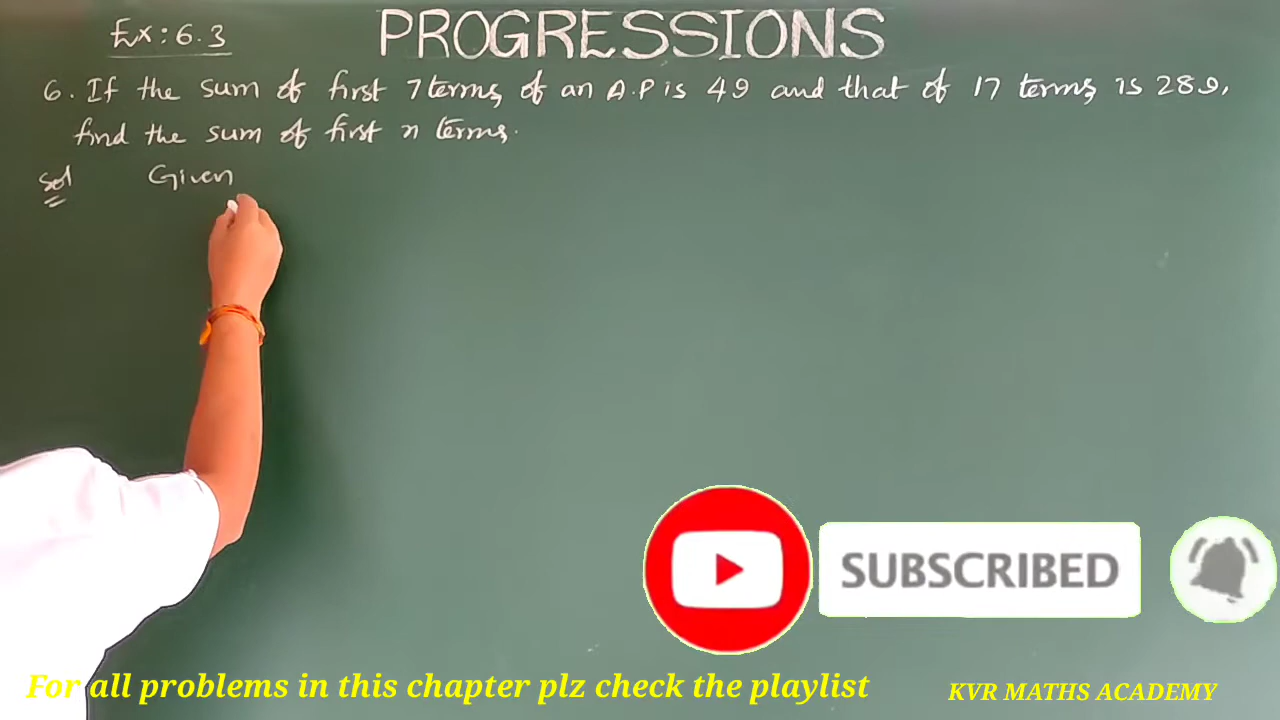 Ex: 6.3
PROGRESSIONS
6. If the sum of first 7 terms of an A.P is 49 and that of 17 terms is 289,
find the sum of first n terms.
Sol Given
SUBSCRIBED
For all problems in this chapter plz check the playlist
KVR MATHS ACADEMY